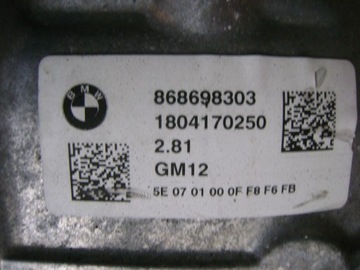 BMW
868698303
1804170250
2.81
GM12
5E 07 01 00 0F F8 F6 FB